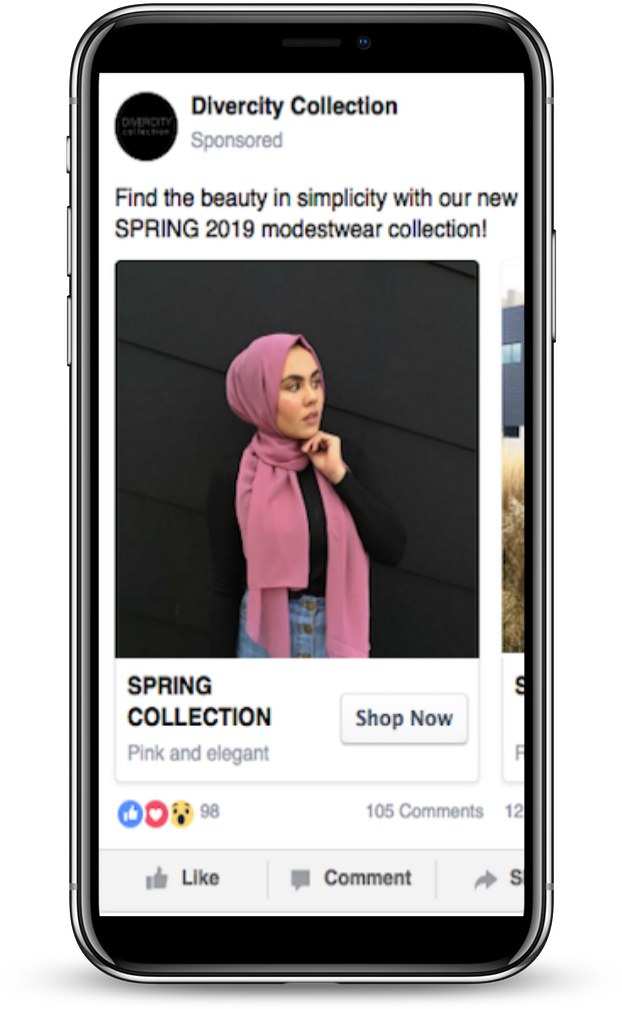 DIVERCITY
collection
Divercity Collection
Sponsored
Find the beauty in simplicity with our new
SPRING 2019 modestwear collection!
SPRING
COLLECTION
Pink and elegant
Shop Now
S
F
98
105 Comments
12
Like
Comment
S